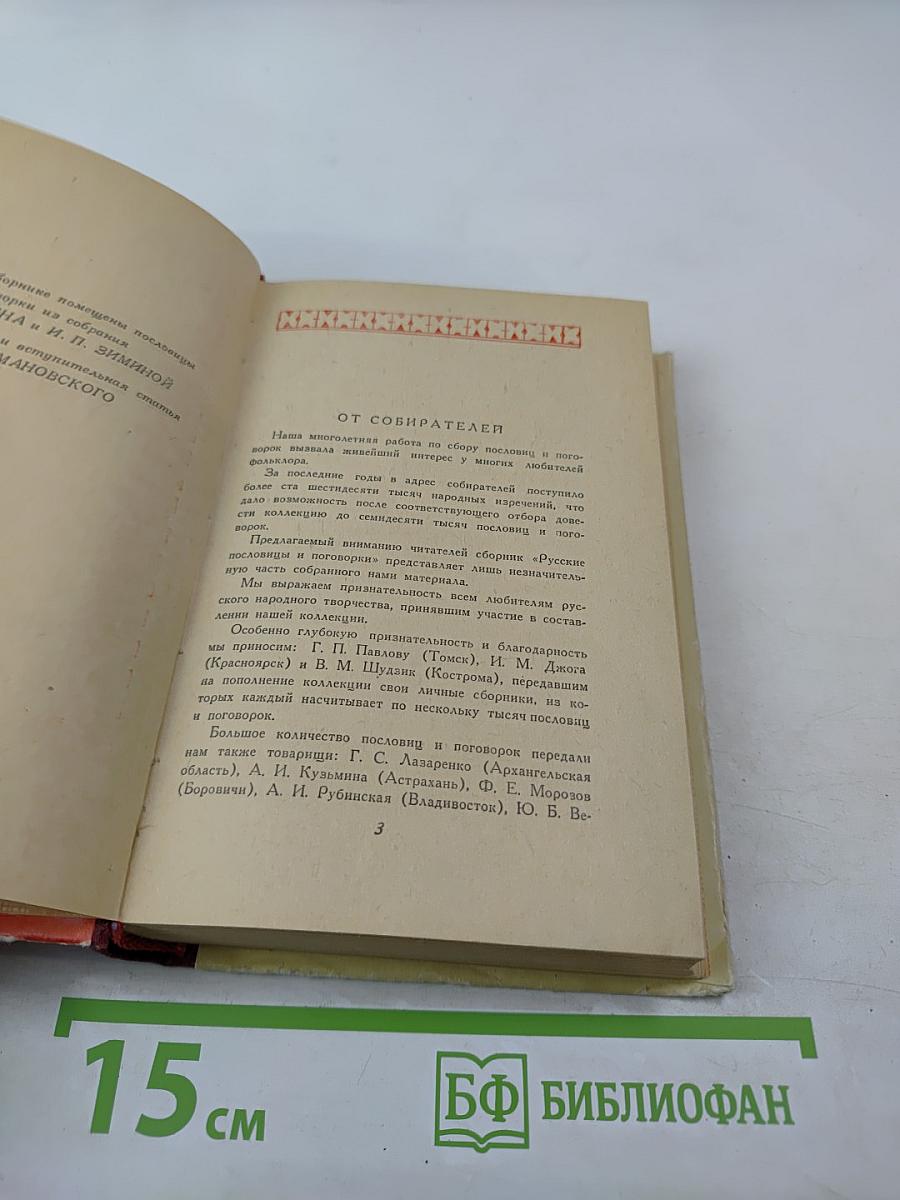 помещены пословицы
из собрания
и И. П. ЗИМИНОЙ
и вступительная статья
ОТ СОБИРАТЕЛЕЙ
Наша многолетняя работа по сбору пословиц и пого-
ворок вызвала живейший интерес у многих любителей
фольклора.
За последние годы в адрес собирателей поступило
более ста шестидесяти тысяч народных изречений, что
дало возможность после соответствующего отбора дове-
сти коллекцию до семидесяти тысяч пословиц и пого-
ворок.
Предлагаемый вниманию читателей сборник «Русские
пословицы и поговорки» представляет лишь незначитель-
ную часть собранного нами материала.
Мы выражаем признательность всем любителям рус-
ского народного творчества, принявшим участие в состав-
лении нашей коллекции.
Особенно глубокую признательность и благодарность
мы приносим: Г. П. Павлову (Томск), И. М. Джога
(Красноярск) и В. М. Шудзик (Кострома), передавшим
на пополнение коллекции свои личные сборники, из ко-
торых каждый насчитывает по нескольку тысяч пословиц
и поговорок.
Большое количество пословиц и поговорок передали
нам также товарищи: Г. С. Лазаренко (Архангельская
область), А. И. Кузьмина (Астрахань), Ф. Е. Морозов
(Боровичи), А. И. Рубинская (Владивосток), Ю. Б. Ве-
3
15 см
БФ БИБЛИОФАН